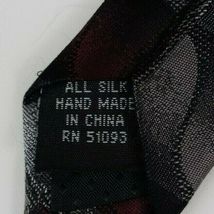 ALL SILK
HAND MADE
IN CHINA
RN 51093